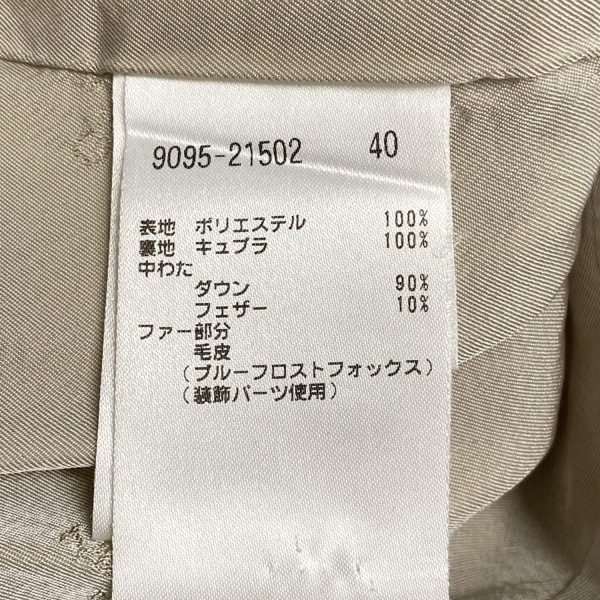 9095-21502 40
表地 ポリエステル 100%
裏地 キュプラ 100%
中わた
ダウン 90%
フェザー 10%
ファー部分
毛皮
（ブルーフロストフォックス）
（装飾パーツ使用）